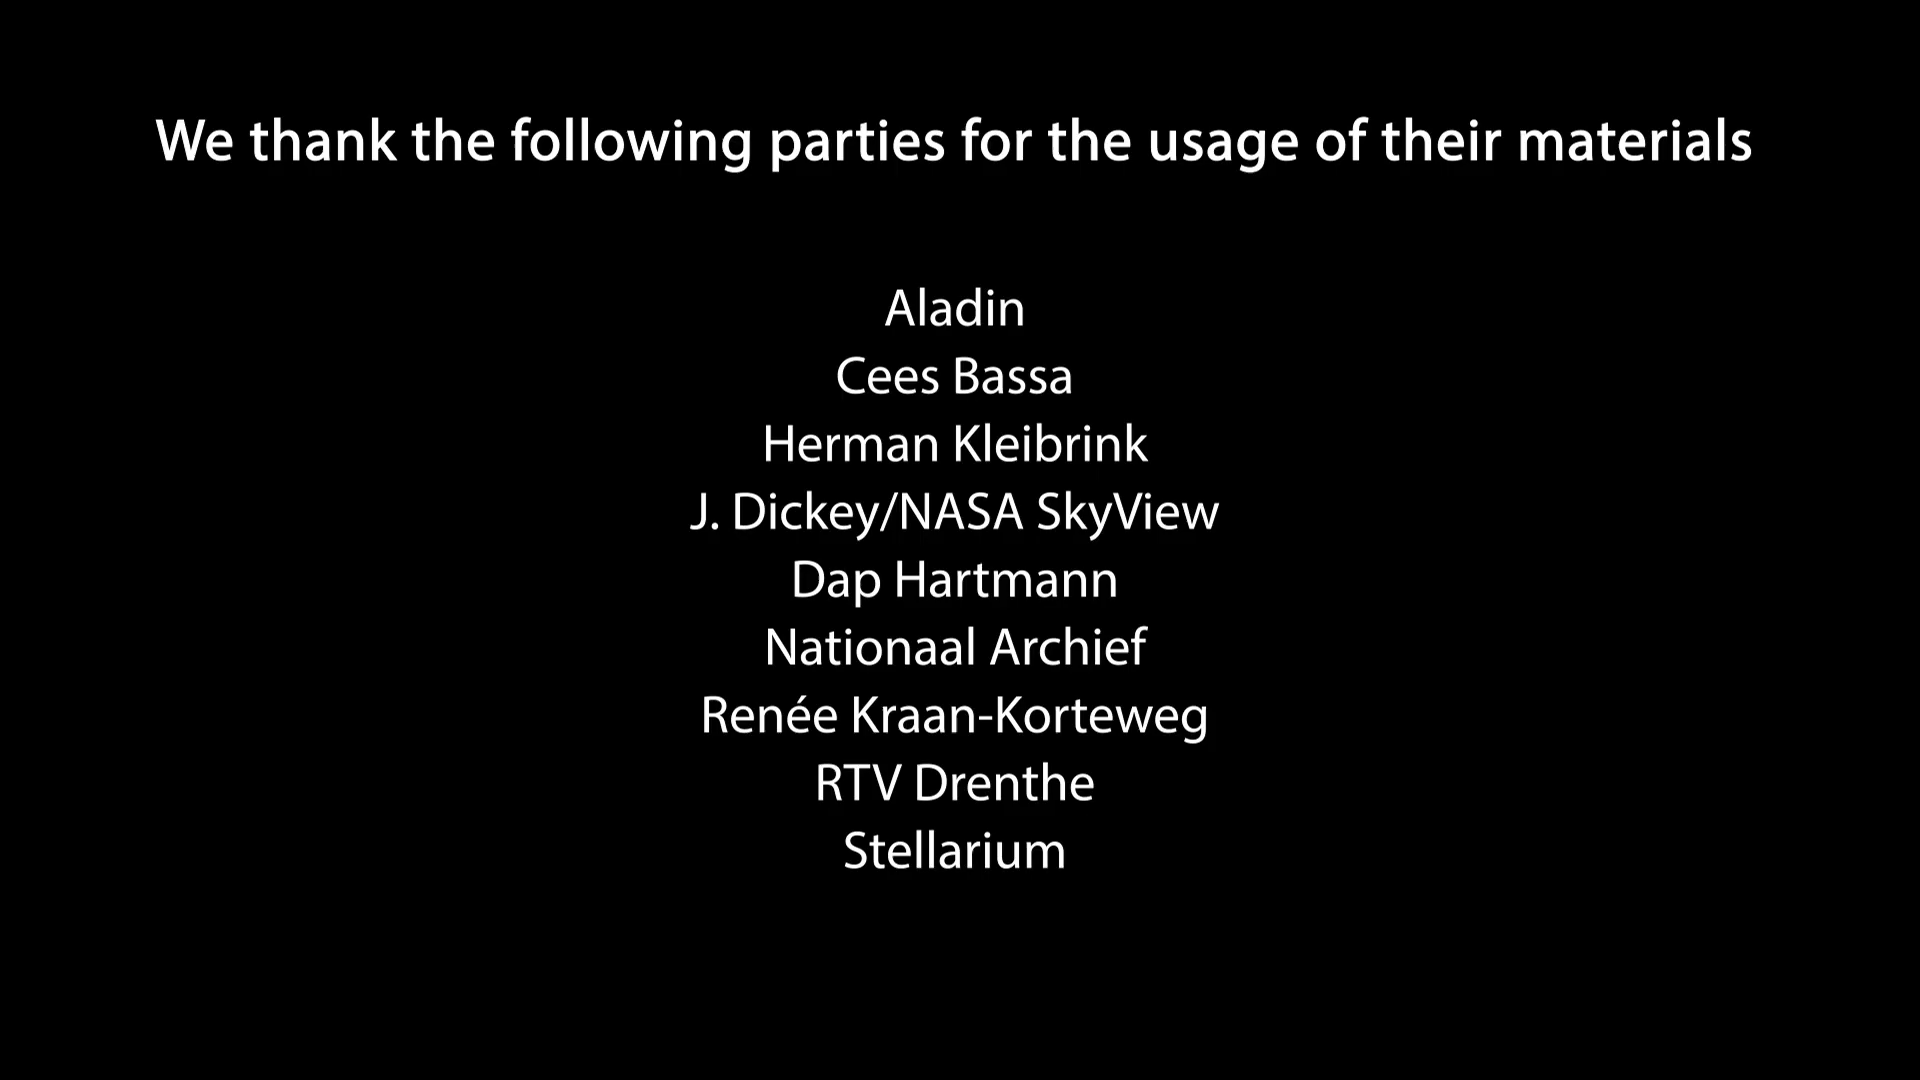 We thank the following parties for the usage of their materials
Aladin
Cees Bassa
Herman Kleibrink
J. Dickey/NASA SkyView
Dap Hartmann
Nationaal Archief
Renée Kraan-Korteweg
RTV Drenthe
Stellarium